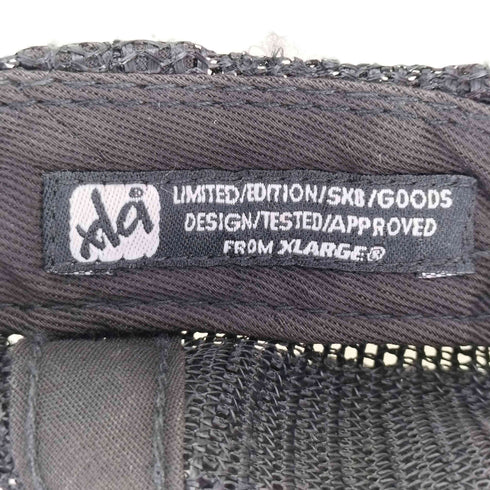 xla
LIMITED/EDITION/SK8/GOODS
DESIGN/TESTED/APPROVED
FROM XLARGE®